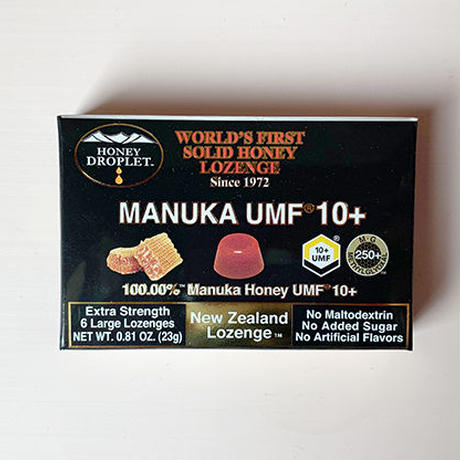 HONEY
DROPLET.
WORLD'S FIRST
SOLID HONEY
LOZENGE
Since 1972
MANUKA UMF® 10+
10+
UMF
®
M·G
250+
METHYLGLYOXAL
100.00%™ Manuka Honey UMF® 10+
Extra Strength
6 Large Lozenges
NET WT. 0.81 OZ. (23g)
New Zealand
Lozenge™
No Maltodextrin
No Added Sugar
No Artificial Flavors